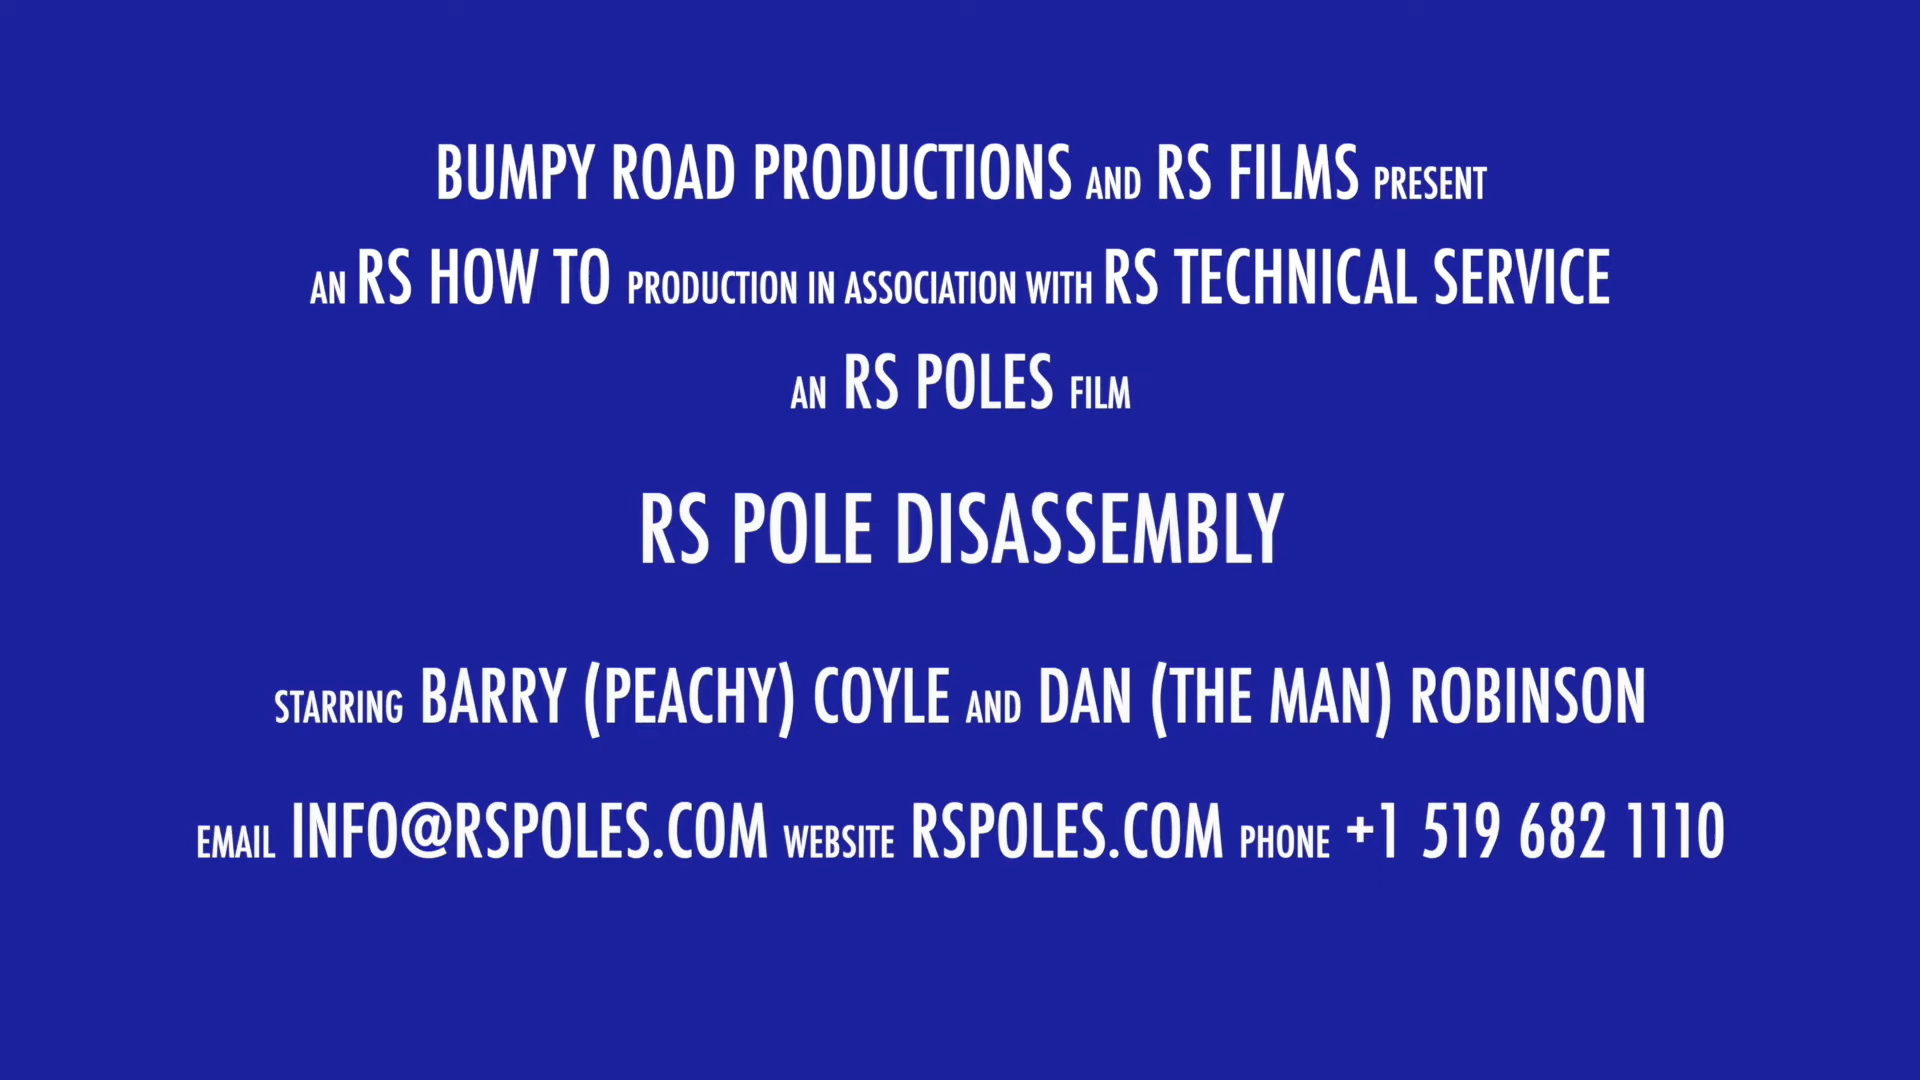 BUMPY ROAD PRODUCTIONS AND RS FILMS PRESENT
AN RS HOW TO PRODUCTION IN ASSOCIATION WITH RS TECHNICAL SERVICE
AN RS POLES FILM
RS POLE DISASSEMBLY
STARRING BARRY (PEACHY) COYLE AND DAN (THE MAN) ROBINSON
EMAIL INFO@RSPOLES.COM WEBSITE RSPOLES.COM PHONE +1 519 682 1110